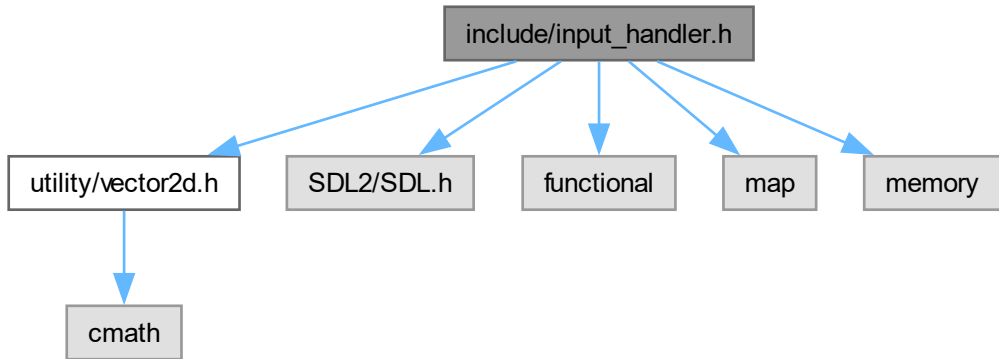 include/input_handler.h
utility/vector2d.h
SDL2/SDL.h
functional
map
memory
cmath